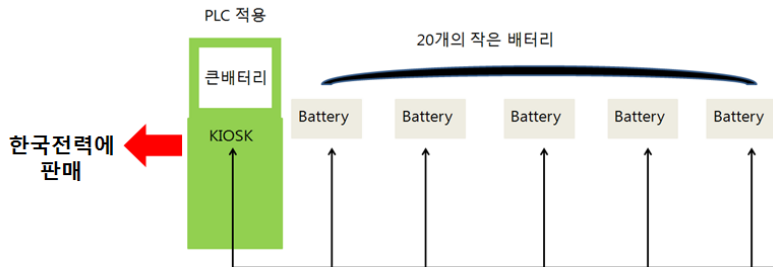 PLC 적용
20개의 작은 배터리
큰배터리
Battery
Battery
Battery
Battery
Battery
KIOSK
한국전력에
판매